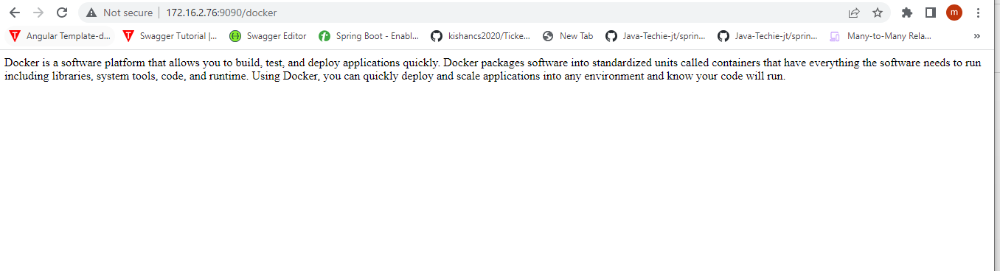 Not secure 172.16.2.76:9090/docker
m
Angular Template-d... Swagger Tutorial |... Swagger Editor Spring Boot - Enabl... kishancs2020/Ticke... New Tab Java-Techie-jt/sprin... Java-Techie-jt/sprin... Many-to-Many Rela... »
Docker is a software platform that allows you to build, test, and deploy applications quickly. Docker packages software into standardized units called containers that have everything the software needs to run
including libraries, system tools, code, and runtime. Using Docker, you can quickly deploy and scale applications into any environment and know your code will run.